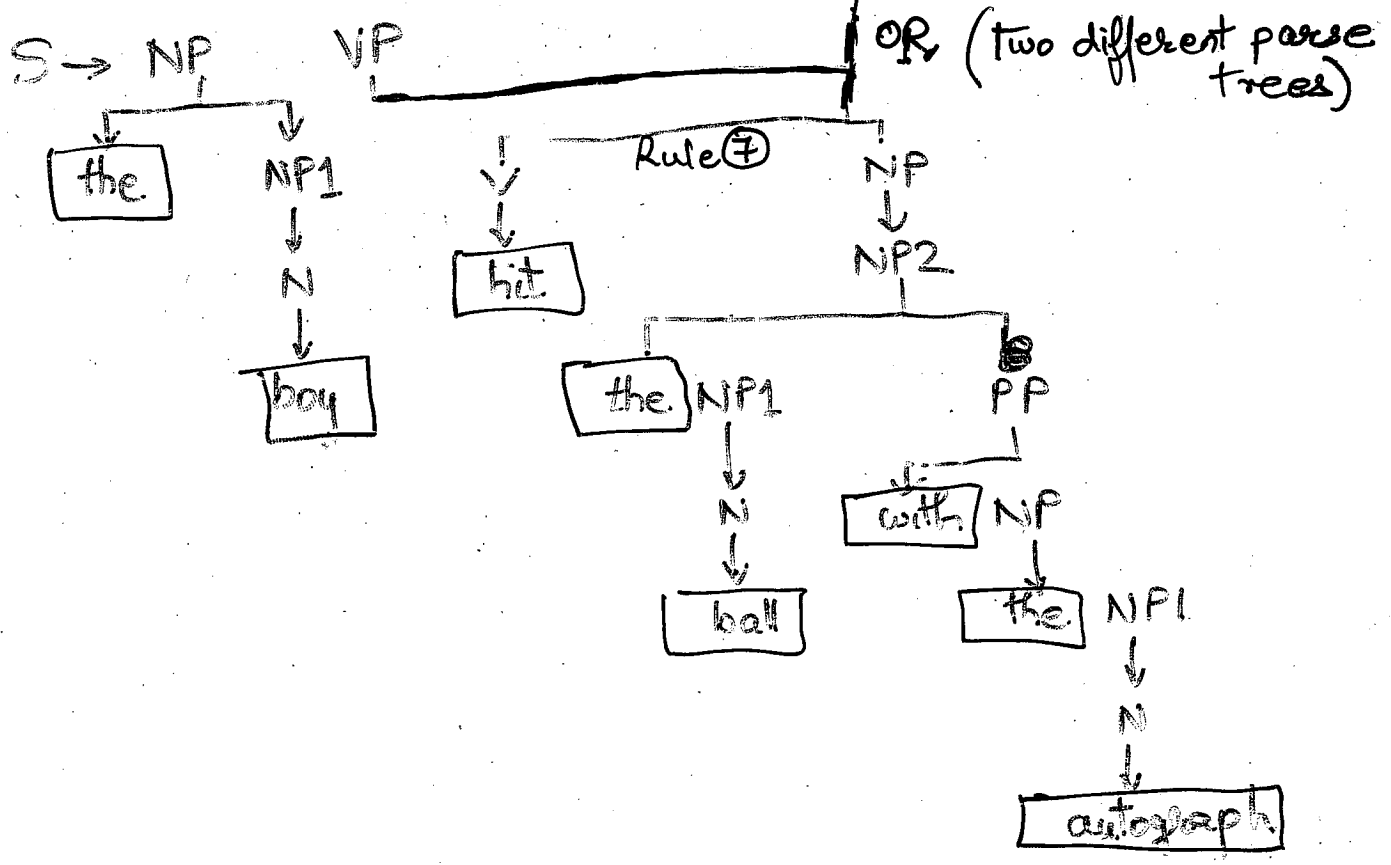 S → NP VP OR (two different parse
trees)
Rule 7
the NP1 V NP
N hit NP2
boy the NP1 PP
N with NP
ball the NP1
N
autograph